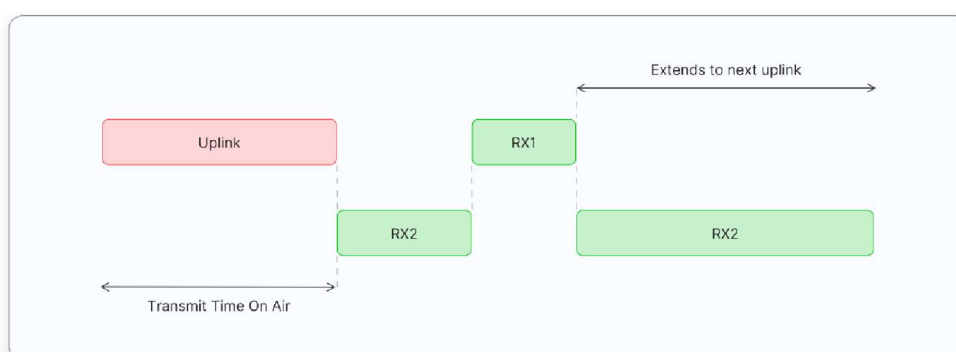 Extends to next uplink
Uplink
RX1
RX2
RX2
Transmit Time On Air